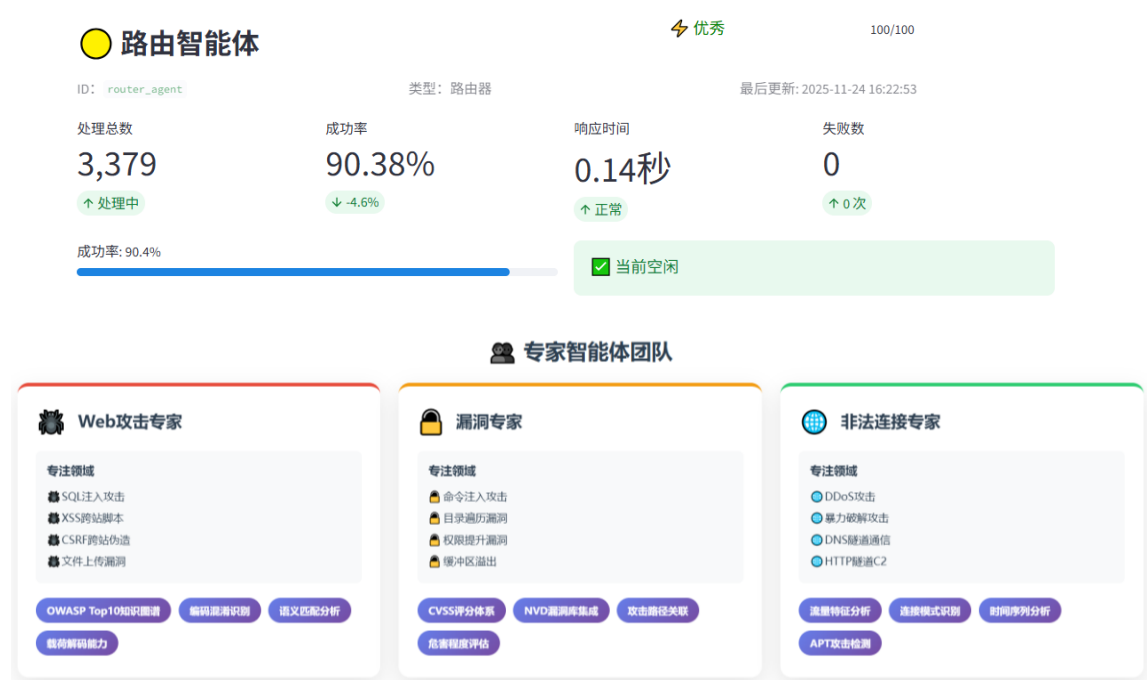 路由智能体
优秀
100/100
ID: router_agent
类型: 路由器
最后更新: 2025-11-24 16:22:53
处理总数
成功率
响应时间
失败数
3,379
90.38%
0.14秒
0
↑ 处理中
↓ -4.6%
↑ 正常
↑ 0 次
成功率: 90.4%
当前空闲
专家智能体团队
Web攻击专家
专注领域
SQL注入攻击
XSS跨站脚本
CSRF跨站伪造
文件上传漏洞
OWASP Top10知识图谱
编码混淆识别
语义匹配分析
载荷解码能力
漏洞专家
专注领域
命令注入攻击
目录遍历漏洞
权限提升漏洞
缓冲区溢出
CVSS评分体系
NVD漏洞库集成
攻击路径关联
危害程度评估
非法连接专家
专注领域
DDoS攻击
暴力破解攻击
DNS隧道通信
HTTP隧道C2
流量特征分析
连接模式识别
时间序列分析
APT攻击检测